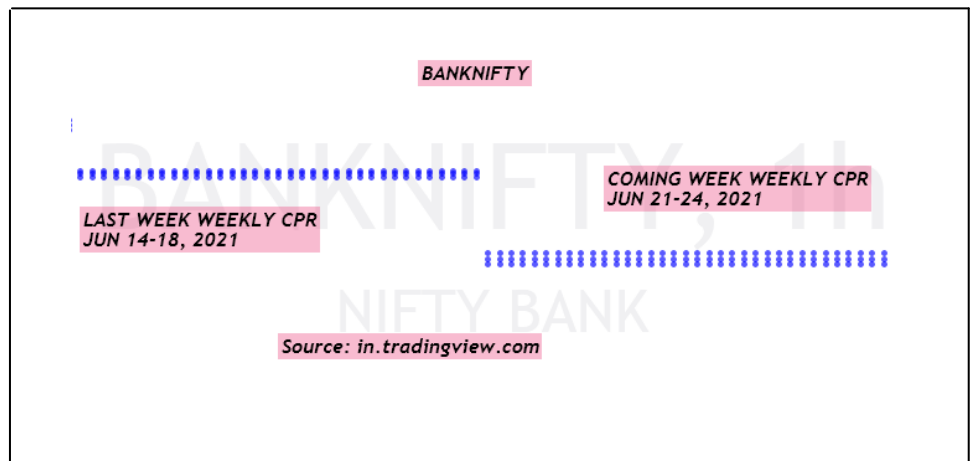 BANKNIFTY
BANKNIFTY, 1h
COMING WEEK WEEKLY CPR
JUN 21-24, 2021
LAST WEEK WEEKLY CPR
JUN 14-18, 2021
NIFTY BANK
Source: in.tradingview.com